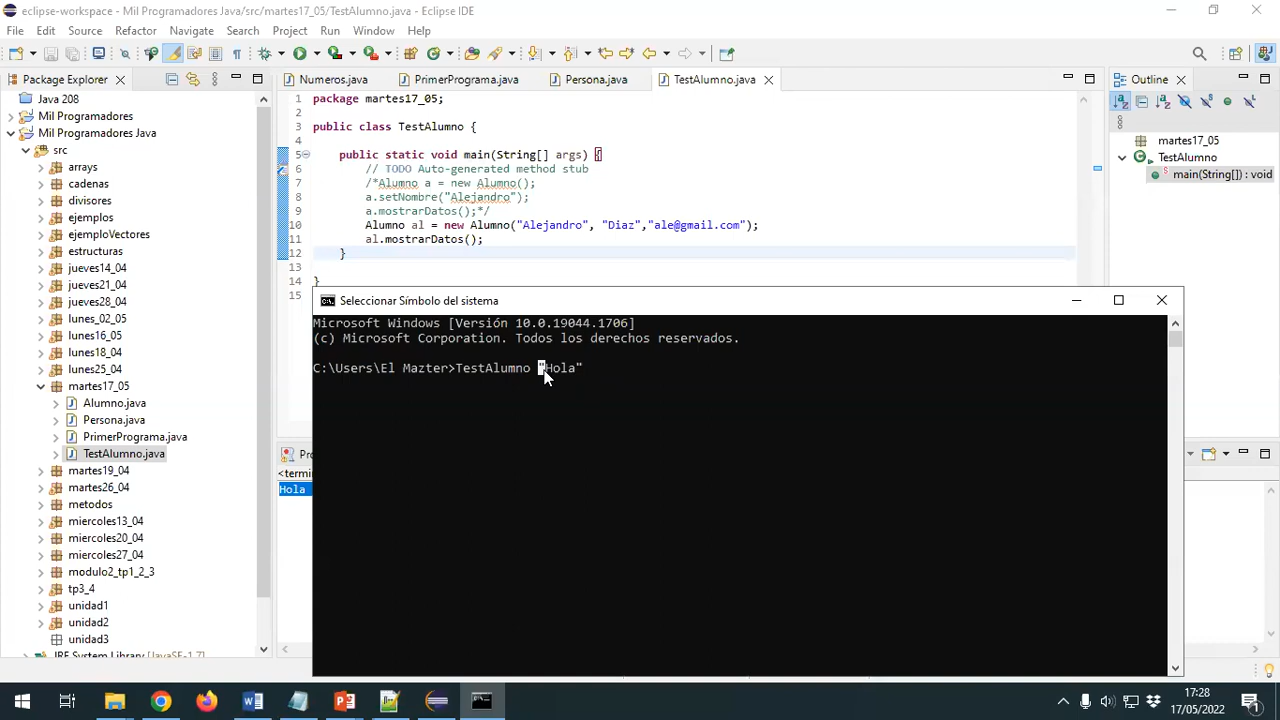 eclipse-workspace - Mil Programadores Java/src/martes17_05/TestAlumno.java - Eclipse IDE
File Edit Source Refactor Navigate Search Project Run Window Help
Package Explorer
Numeros.java
PrimerPrograma.java
Persona.java
TestAlumno.java
Outline
Java 208
Mil Programadores
Mil Programadores Java
src
arrays
cadenas
divisores
ejemplos
ejemploVectores
estructuras
jueves14_04
jueves21_04
jueves28_04
lunes_02_05
lunes16_05
lunes18_04
lunes25_04
martes17_05
Alumno.java
Persona.java
PrimerPrograma.java
TestAlumno.java
martes19_04
martes26_04
metodos
miercoles13_04
miercoles20_04
miercoles27_04
modulo2_tp1_2_3
tp3_4
unidad1
unidad2
unidad3
JRE System Library [JavaSE-1.7]
1 package martes17_05;
2
3 public class TestAlumno {
4
5 public static void main(String[] args) {
6 // TODO Auto-generated method stub
7 /*Alumno a = new Alumno();
8 a.setNombre("Alejandro");
9 a.mostrarDatos();*/
10 Alumno al = new Alumno("Alejandro", "Diaz","ale@gmail.com");
11 al.mostrarDatos();
12 }
13
14 }
15
martes17_05
TestAlumno
main(String[]) : void
<termi
Hola
Seleccionar Símbolo del sistema
Microsoft Windows [Versión 10.0.19044.1706]
(c) Microsoft Corporation. Todos los derechos reservados.
C:\Users\El Mazter>TestAlumno "Hola"
17:28
17/05/2022
1